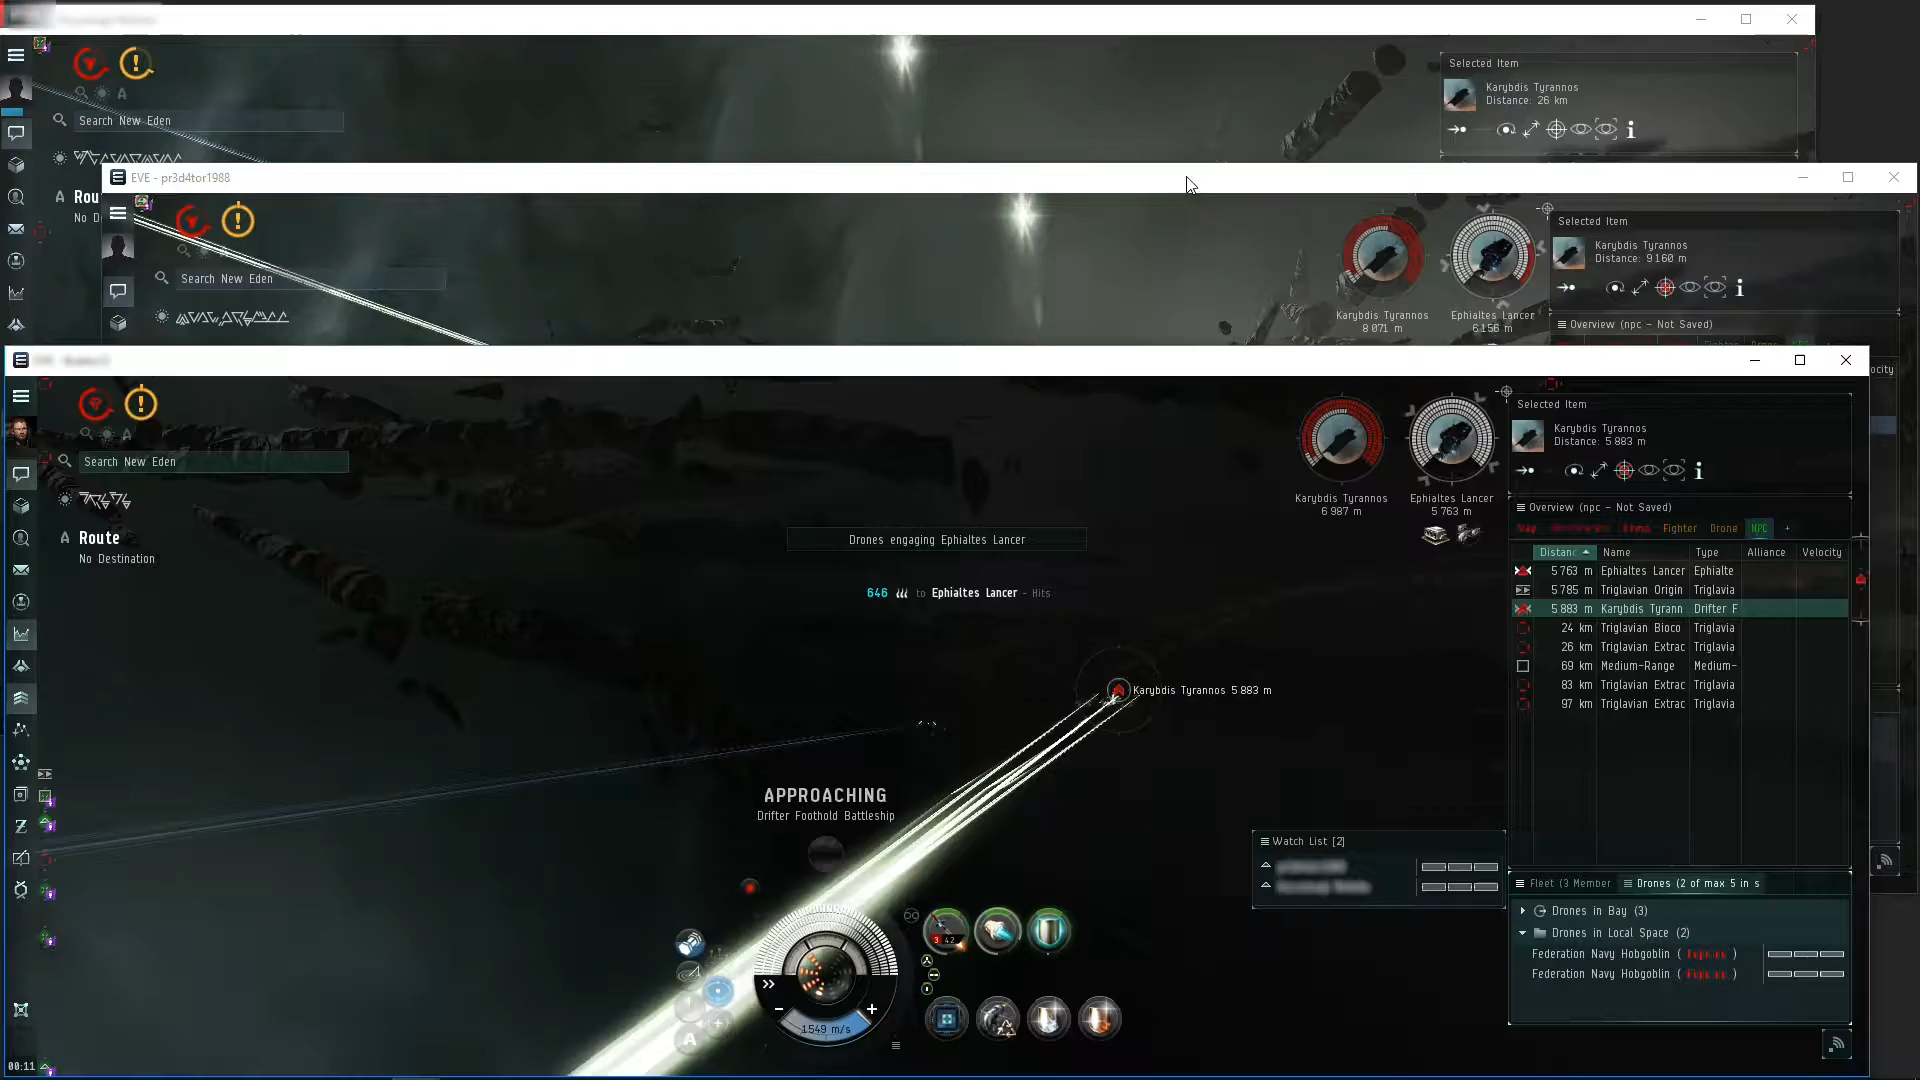 Selected Item
Karybdis Tyrannos
Distance: 26 km
Search New Eden
A Rou
No D
EVE - pr3d4tor1988
Search New Eden
Karybdis Tyrannos
8 071 m
Ephialtes Lancer
6 156 m
Selected Item
Karybdis Tyrannos
Distance: 9 160 m
Overview (npc - Not Saved)
ocity
Search New Eden
A Route
No Destination
Drones engaging Ephialtes Lancer
646 to Ephialtes Lancer - Hits
Karybdis Tyrannos
6 987 m
Ephialtes Lancer
5 763 m
Selected Item
Karybdis Tyrannos
Distance: 5 883 m
Overview (npc - Not Saved)
Fighter Drone NPC +
Distanc Name Type Alliance Velocity
5 763 m Ephialtes Lancer Ephialte
5 785 m Triglavian Origin Triglavia
5 883 m Karybdis Tyrann Drifter F
24 km Triglavian Bioco Triglavia
26 km Triglavian Extrac Triglavia
69 km Medium-Range Medium-
83 km Triglavian Extrac Triglavia
97 km Triglavian Extrac Triglavia
Karybdis Tyrannos 5 883 m
APPROACHING
Drifter Foothold Battleship
Watch List [2]
Fleet (3 Member Drones (2 of max 5 in s
Drones in Bay (3)
Drones in Local Space (2)
Federation Navy Hobgoblin (
Federation Navy Hobgoblin (
3 42
1549 m/s
A
00:11